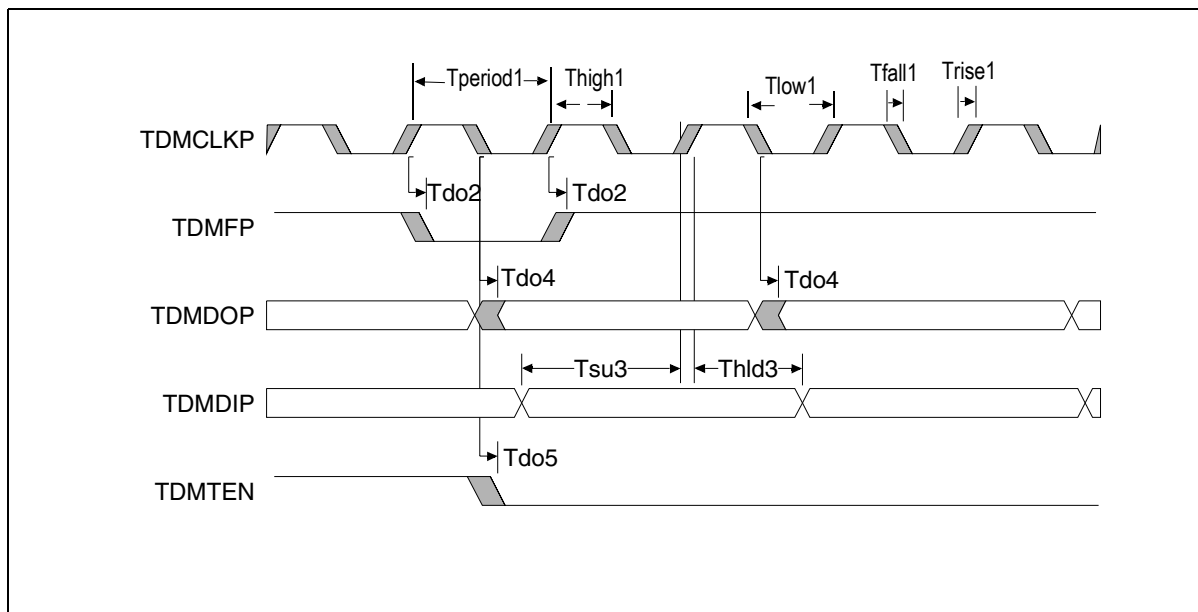 Tperiod1 Thigh1 Tlow1 Tfall1 Trise1
TDMCLKP
Tdo2 Tdo2
TDMFP
Tdo4 Tdo4
TDMDOP
Tsu3 Thld3
TDMDIP
Tdo5
TDMTEN